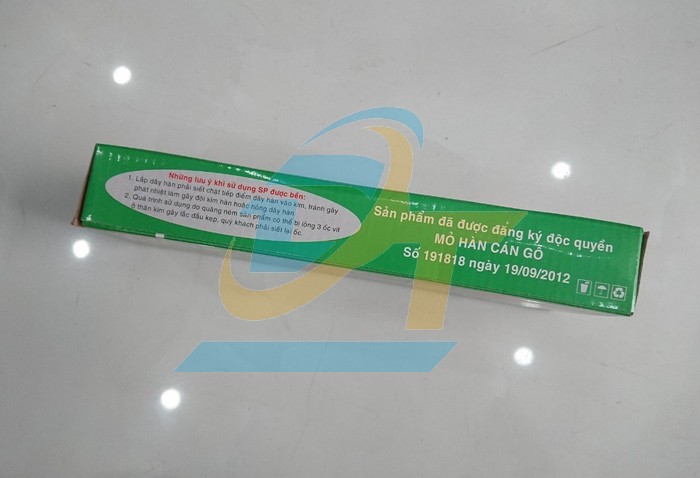 Những lưu ý khi sử dụng SP được bền:
1. Lắp dây hàn phải siết chặt tiếp điểm dây hàn vào kìm, tránh gây
phát nhiệt làm gãy đội kìm hàn hoặc hỏng dây hàn
2. Quá trình sử dụng do quăng ném sản phẩm có thể bị lỏng 3 ốc vít
ở thân kìm gây tắc đầu kẹp, quý khách phải siết lại ốc.
Sản phẩm đã được đăng ký độc quyền
MỎ HÀN CÁN GỖ
Số 191818 ngày 19/09/2012